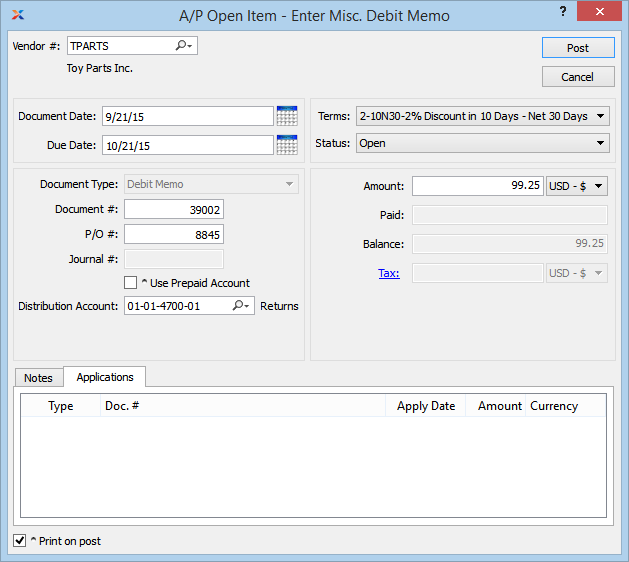 A/P Open Item - Enter Misc. Debit Memo
?
Vendor #: TPARTS
Post
Toy Parts Inc.
Cancel
Document Date: 9/21/15
Due Date: 10/21/15
Terms: 2-10N30-2% Discount in 10 Days - Net 30 Days
Status: Open
Document Type: Debit Memo
Document #: 39002
P/O #: 8845
Journal #:
^ Use Prepaid Account
Distribution Account: 01-01-4700-01 Returns
Amount: 99.25 USD - $
Paid:
Balance: 99.25
Tax: USD - $
Notes Applications
Type Doc. # Apply Date Amount Currency
^ Print on post